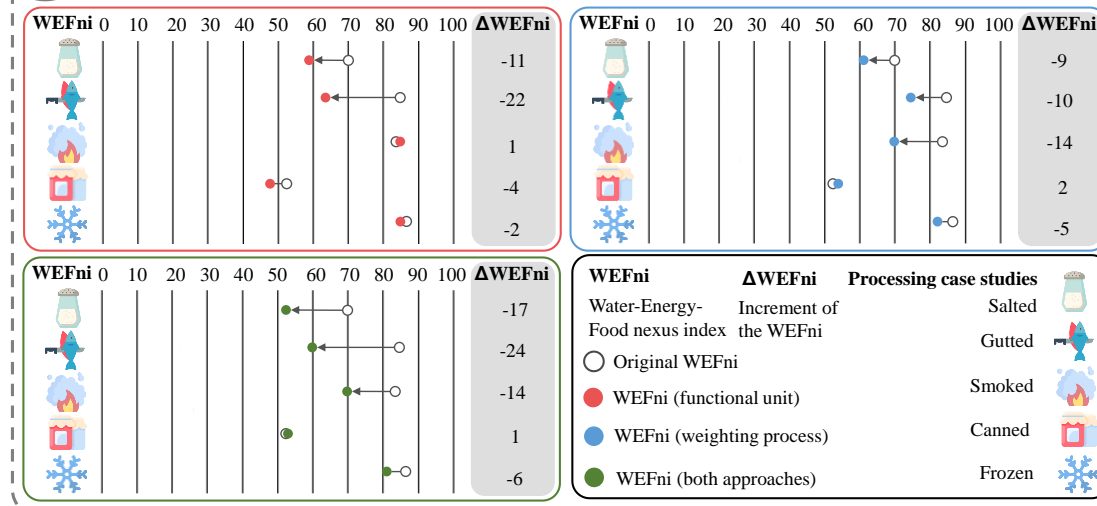 WEFni 0 10 20 30 40 50 60 70 80 90 100 ΔWEFni
-11
-22
1
-4
-2
WEFni 0 10 20 30 40 50 60 70 80 90 100 ΔWEFni
-9
-10
-14
2
-5
WEFni 0 10 20 30 40 50 60 70 80 90 100 ΔWEFni
-17
-24
-14
1
-6
WEFni ΔWEFni Processing case studies
Water-Energy- Increment of Salted
Food nexus index the WEFni
Gutted
Original WEFni
Smoked
WEFni (functional unit)
WEFni (weighting process) Canned
WEFni (both approaches) Frozen